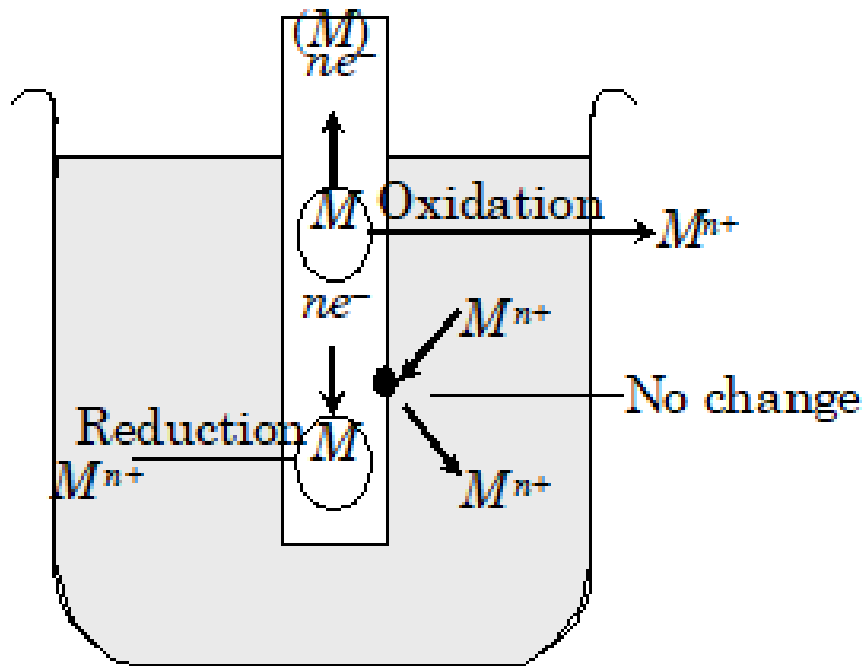 (M)
ne⁻
M Oxidation
Mⁿ⁺
ne⁻
Mⁿ⁺
No change
Reduction M
Mⁿ⁺
Mⁿ⁺